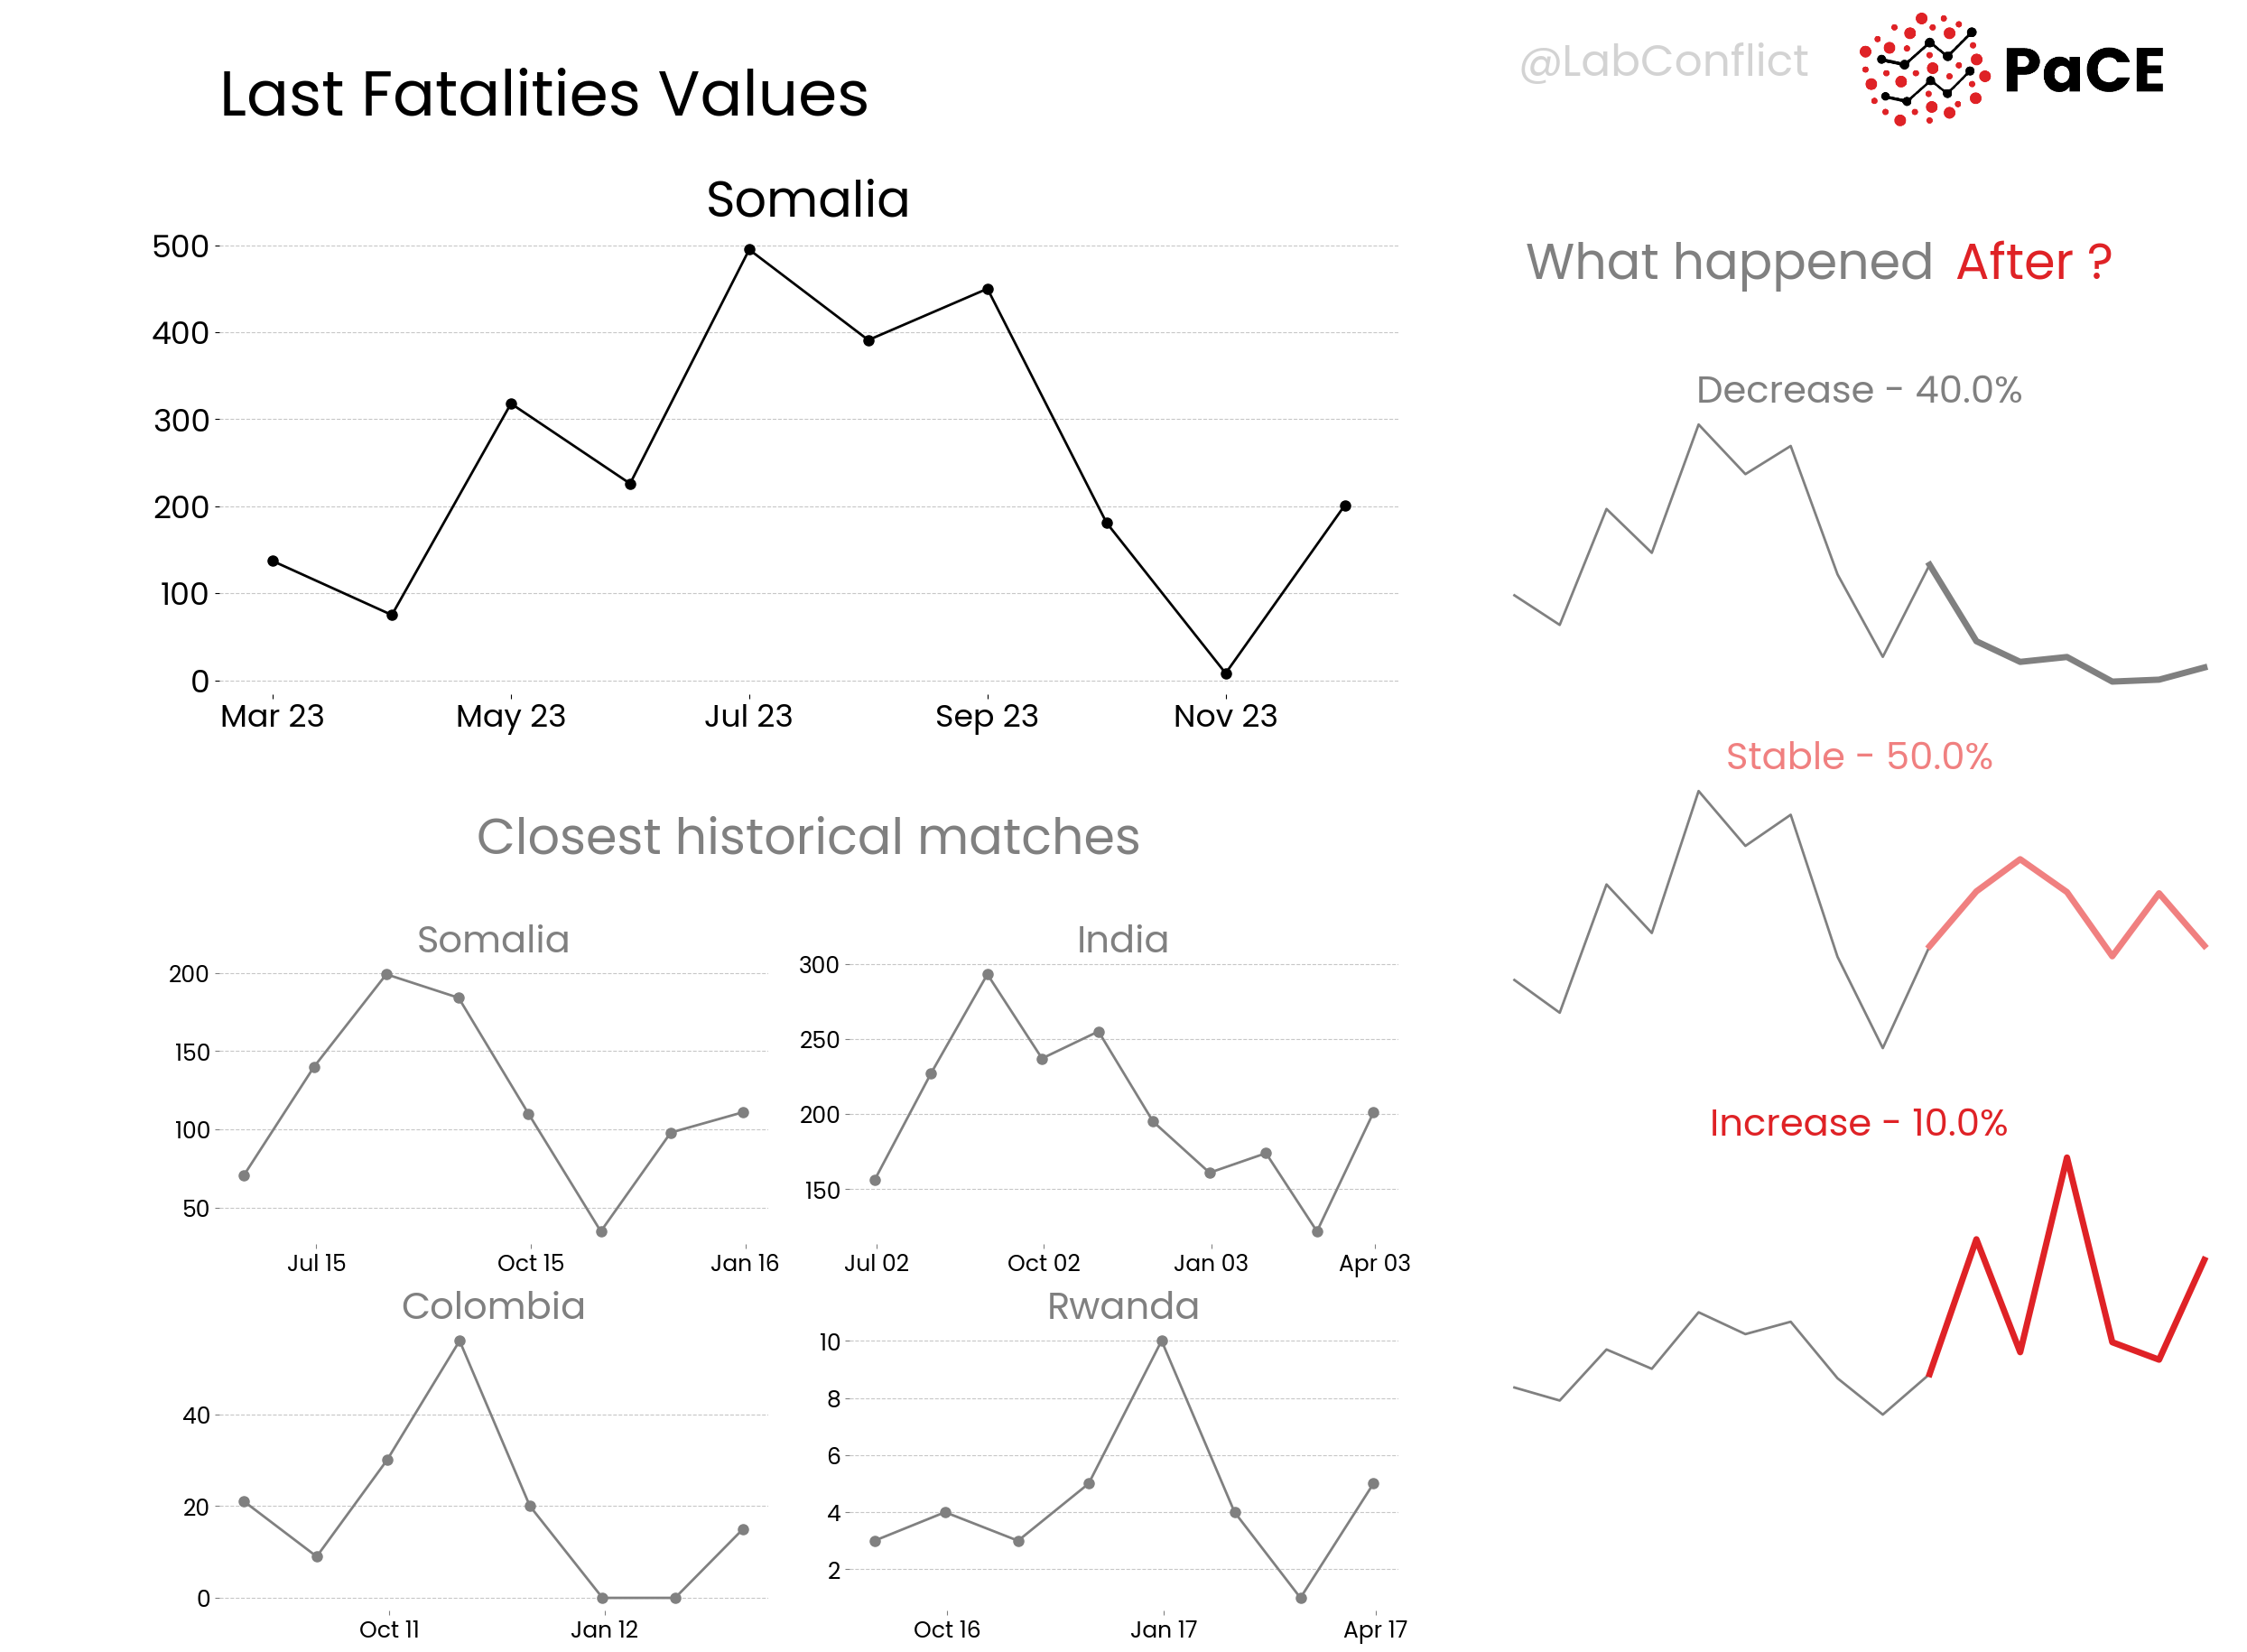 @LabConflict
PaCE
Last Fatalities Values
Somalia
500
400
300
200
100
0
Mar 23 May 23 Jul 23 Sep 23 Nov 23
What happened After ?
Decrease - 40.0%
Stable - 50.0%
Increase - 10.0%
Closest historical matches
Somalia
200
150
100
50
Jul 15 Oct 15 Jan 16
India
300
250
200
150
Jul 02 Oct 02 Jan 03 Apr 03
Colombia
40
20
0
Oct 11 Jan 12
Rwanda
10
8
6
4
2
Oct 16 Jan 17 Apr 17